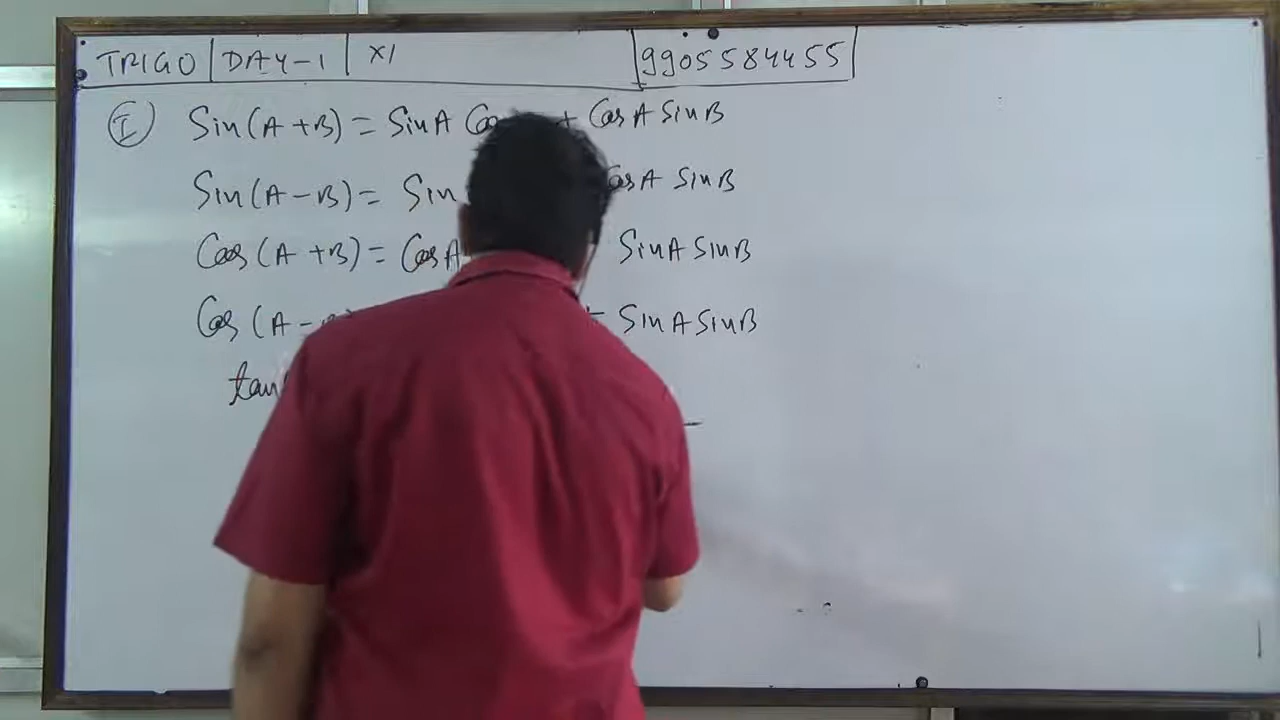 TRIGO | DAY-1 | XI 9905584455
I Sin(A+B) = SinA Cos + CosA SinB
Sin(A-B) = Sin CosA SinB
Cos(A+B) = CosA SinA SinB
Cos(A- + SinA SinB
tan